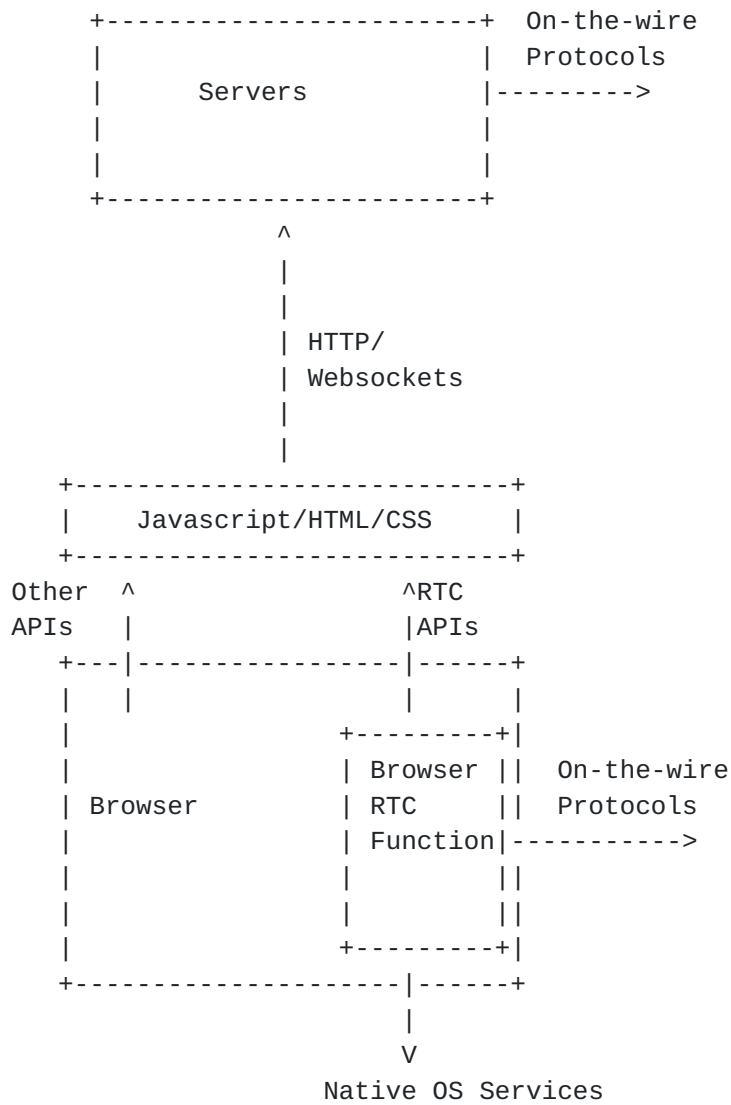 On-the-wire
Protocols
Servers
HTTP/
Websockets
Javascript/HTML/CSS
Other
APIs
RTC
APIs
Browser
Browser
RTC
Function
On-the-wire
Protocols
Native OS Services